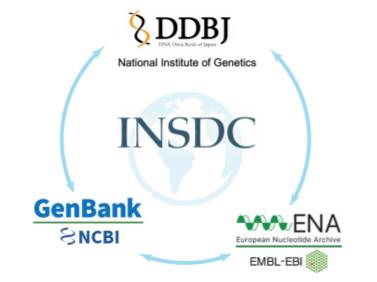 DDBJ
DNA Data Bank of Japan
National Institute of Genetics
INSDC
GenBank
NCBI
ENA
European Nucleotide Archive
EMBL-EBI